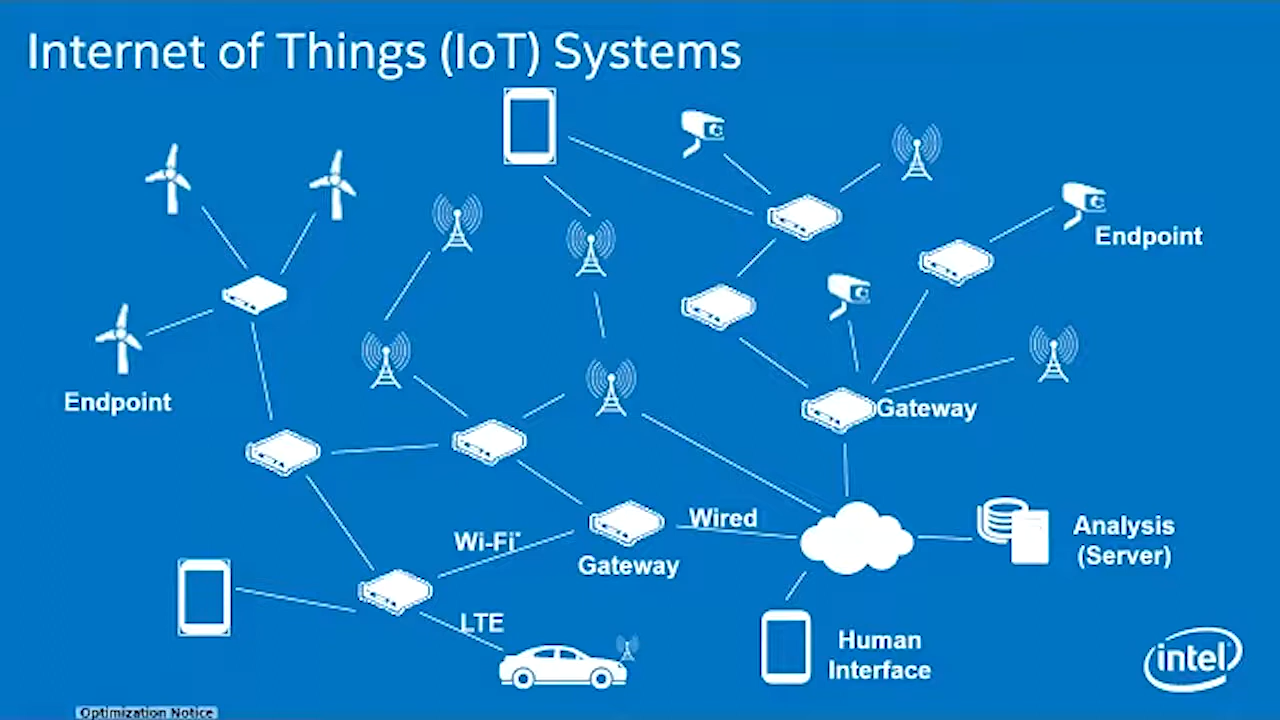 Internet of Things (IoT) Systems
Endpoint
Endpoint
Gateway
Wired
Wi-Fi*
Gateway
Analysis
(Server)
LTE
Human
Interface
intel
Optimization Notice